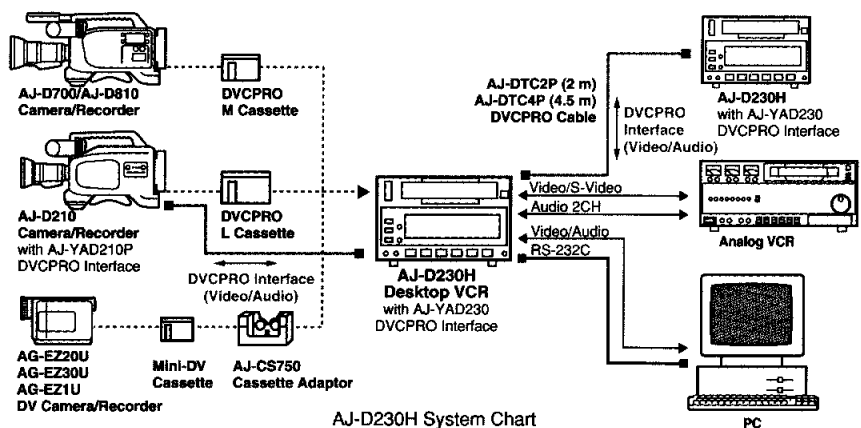 AJ-D700/AJ-D810
Camera/Recorder
DVCPRO
M Cassette
AJ-DTC2P (2 m)
AJ-DTC4P (4.5 m)
DVCPRO Cable
DVCPRO
Interface
(Video/Audio)
AJ-D230H
with AJ-YAD230
DVCPRO Interface
AJ-D210
Camera/Recorder
with AJ-YAD210P
DVCPRO Interface
DVCPRO
L Cassette
DVCPRO Interface
(Video/Audio)
AJ-D230H
Desktop VCR
with AJ-YAD230
DVCPRO Interface
Video/S-Video
Audio 2CH
Video/Audio
RS-232C
Analog VCR
AG-EZ20U
AG-EZ30U
AG-EZ1U
DV Camera/Recorder
Mini-DV
Cassette
AJ-CS750
Cassette Adaptor
PC
AJ-D230H System Chart